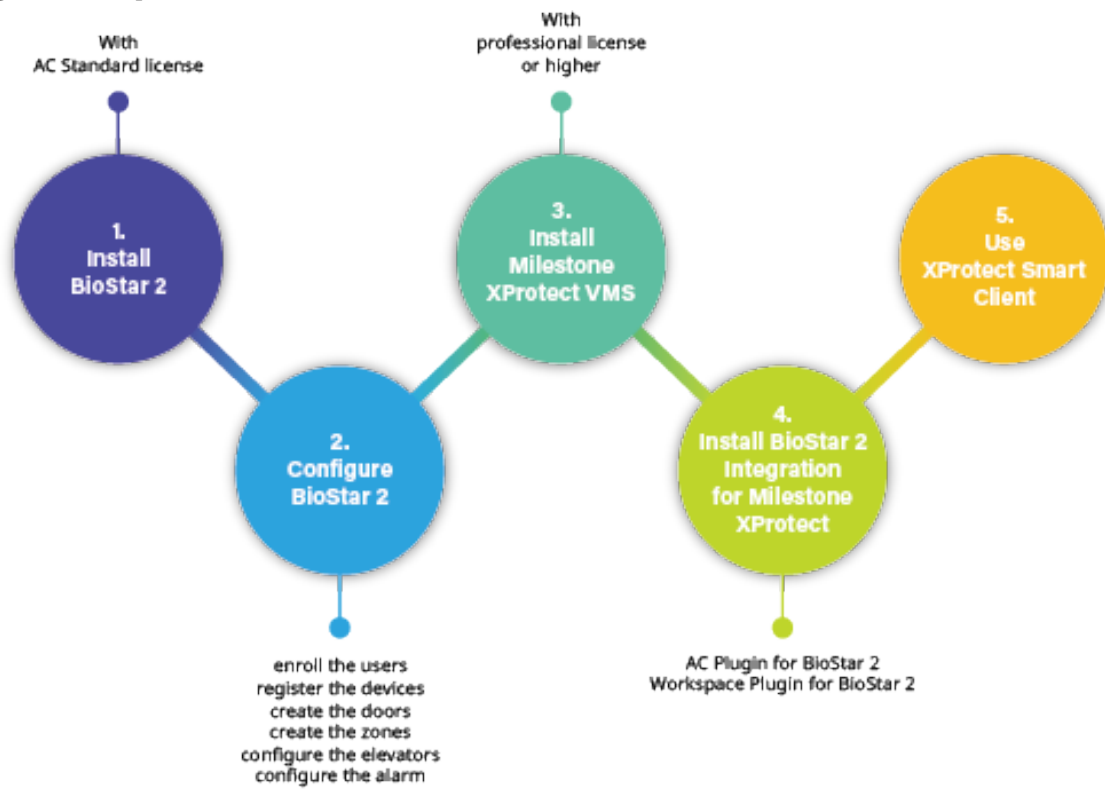 With
AC Standard license
1.
Install
BioStar 2
2.
Configure
BioStar 2
enroll the users
register the devices
create the doors
create the zones
configure the elevators
configure the alarm
With
professional license
or higher
3.
Install
Milestone
XProtect VMS
4.
Install BioStar 2
Integration
for Milestone
XProtect
AC Plugin for BioStar 2
Workspace Plugin for BioStar 2
5.
Use
XProtect Smart
Client